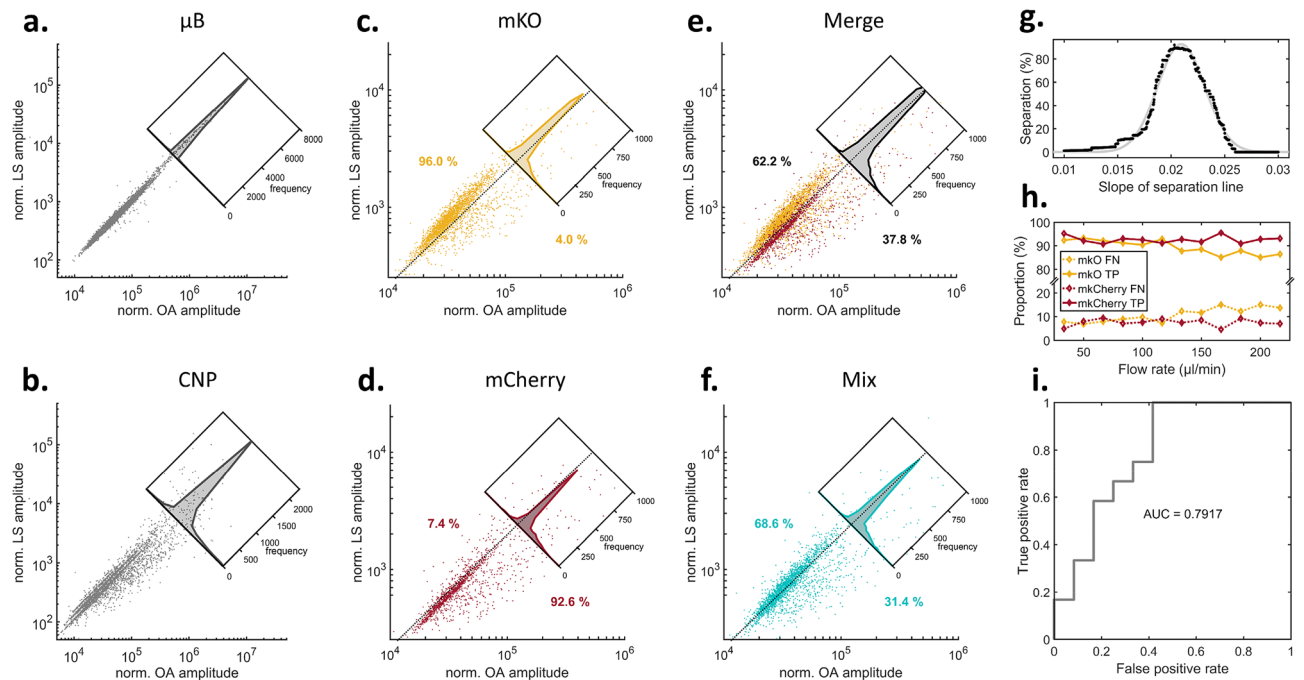 a.
µB
norm. LS amplitude
10⁵
10⁴
10³
10²
10⁴
10⁵
10⁶
10⁷
norm. OA amplitude
0
2000
4000
6000
8000
frequency
c.
mKO
norm. LS amplitude
10⁴
10³
10⁴
10⁵
10⁶
norm. OA amplitude
96.0 %
4.0 %
0
250
500
750
1000
frequency
e.
Merge
norm. LS amplitude
10⁴
10³
10⁴
10⁵
10⁶
norm. OA amplitude
62.2 %
37.8 %
0
250
500
750
1000
frequency
g.
Separation (%)
80
60
40
20
0
0.01
0.015
0.02
0.025
0.03
Slope of separation line
h.
Proportion (%)
100
90
80
20
10
0
mkO FN
mkO TP
mkCherry FN
mkCherry TP
50
100
150
200
Flow rate (µl/min)
b.
CNP
norm. LS amplitude
10⁵
10⁴
10³
10²
10⁴
10⁵
10⁶
10⁷
norm. OA amplitude
0
500
1000
1500
2000
frequency
d.
mCherry
norm. LS amplitude
10⁴
10³
10⁴
10⁵
10⁶
norm. OA amplitude
7.4 %
92.6 %
0
250
500
750
1000
frequency
f.
Mix
norm. LS amplitude
10⁴
10³
10⁴
10⁵
10⁶
norm. OA amplitude
68.6 %
31.4 %
0
250
500
750
1000
frequency
i.
True positive rate
1
0.8
0.6
0.4
0.2
0
AUC = 0.7917
0
0.2
0.4
0.6
0.8
1
False positive rate